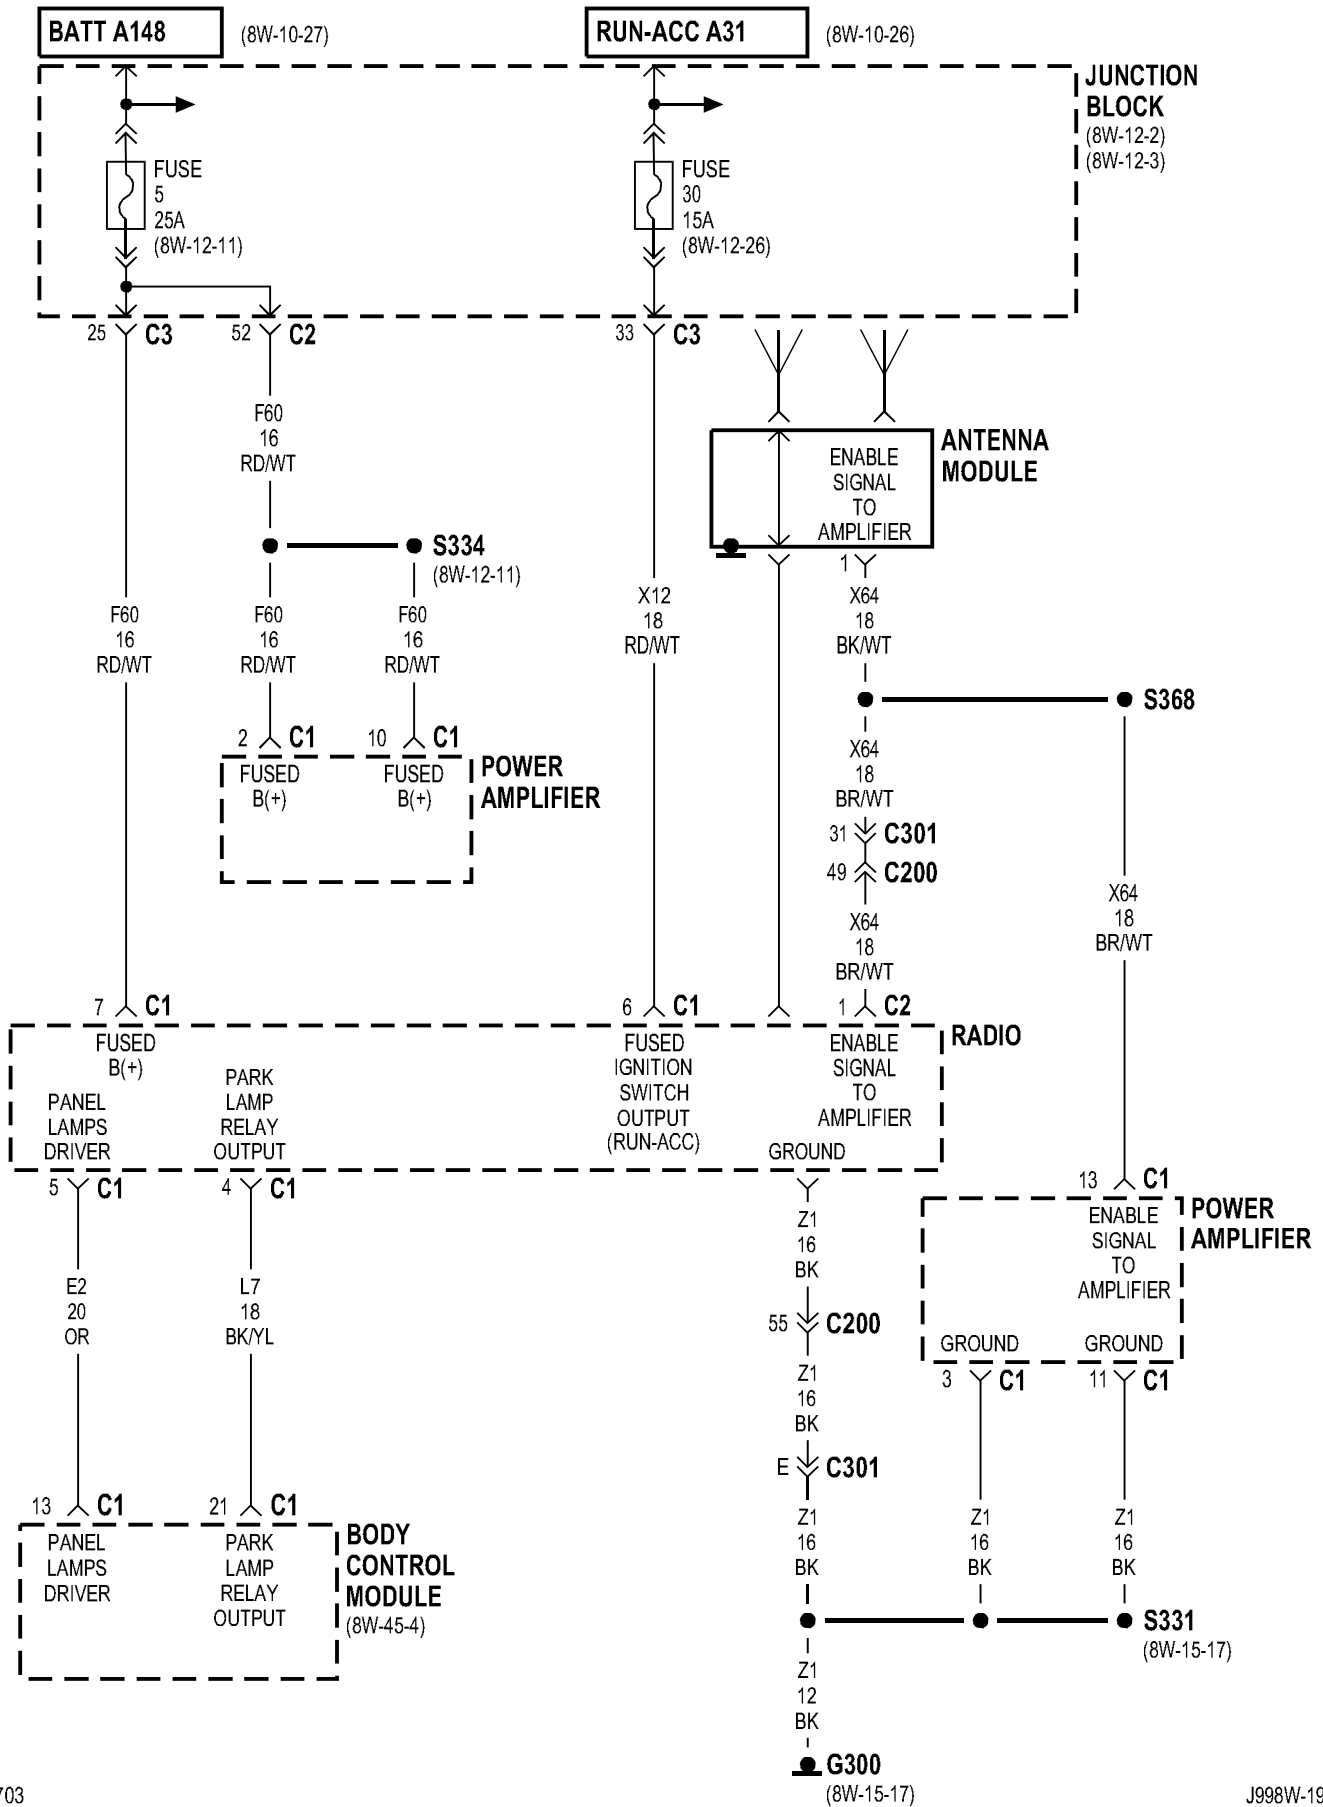 BATT A148
(8W-10-27)
RUN-ACC A31
(8W-10-26)
JUNCTION
BLOCK
(8W-12-2)
(8W-12-3)
FUSE
5
25A
(8W-12-11)
FUSE
30
15A
(8W-12-26)
25
C3
52
C2
33
C3
F60
16
RD/WT
ENABLE
SIGNAL
TO
AMPLIFIER
ANTENNA
MODULE
S334
(8W-12-11)
1
F60
16
RD/WT
F60
16
RD/WT
F60
16
RD/WT
X12
18
RD/WT
X64
18
BK/WT
S368
2
C1
10
C1
FUSED
B(+)
FUSED
B(+)
POWER
AMPLIFIER
X64
18
BR/WT
31
C301
49
C200
X64
18
BR/WT
X64
18
BR/WT
7
C1
6
C1
1
C2
RADIO
FUSED
B(+)
PANEL
LAMPS
DRIVER
PARK
LAMP
RELAY
OUTPUT
FUSED
IGNITION
SWITCH
OUTPUT
(RUN-ACC)
ENABLE
SIGNAL
TO
AMPLIFIER
GROUND
5
C1
4
C1
13
C1
POWER
AMPLIFIER
ENABLE
SIGNAL
TO
AMPLIFIER
GROUND
GROUND
Z1
16
BK
E2
20
OR
L7
18
BK/YL
55
C200
3
C1
11
C1
Z1
16
BK
E
C301
13
C1
21
C1
Z1
16
BK
Z1
16
BK
Z1
16
BK
PANEL
LAMPS
DRIVER
PARK
LAMP
RELAY
OUTPUT
BODY
CONTROL
MODULE
(8W-45-4)
S331
(8W-15-17)
Z1
12
BK
G300
(8W-15-17)
703
J998W-19